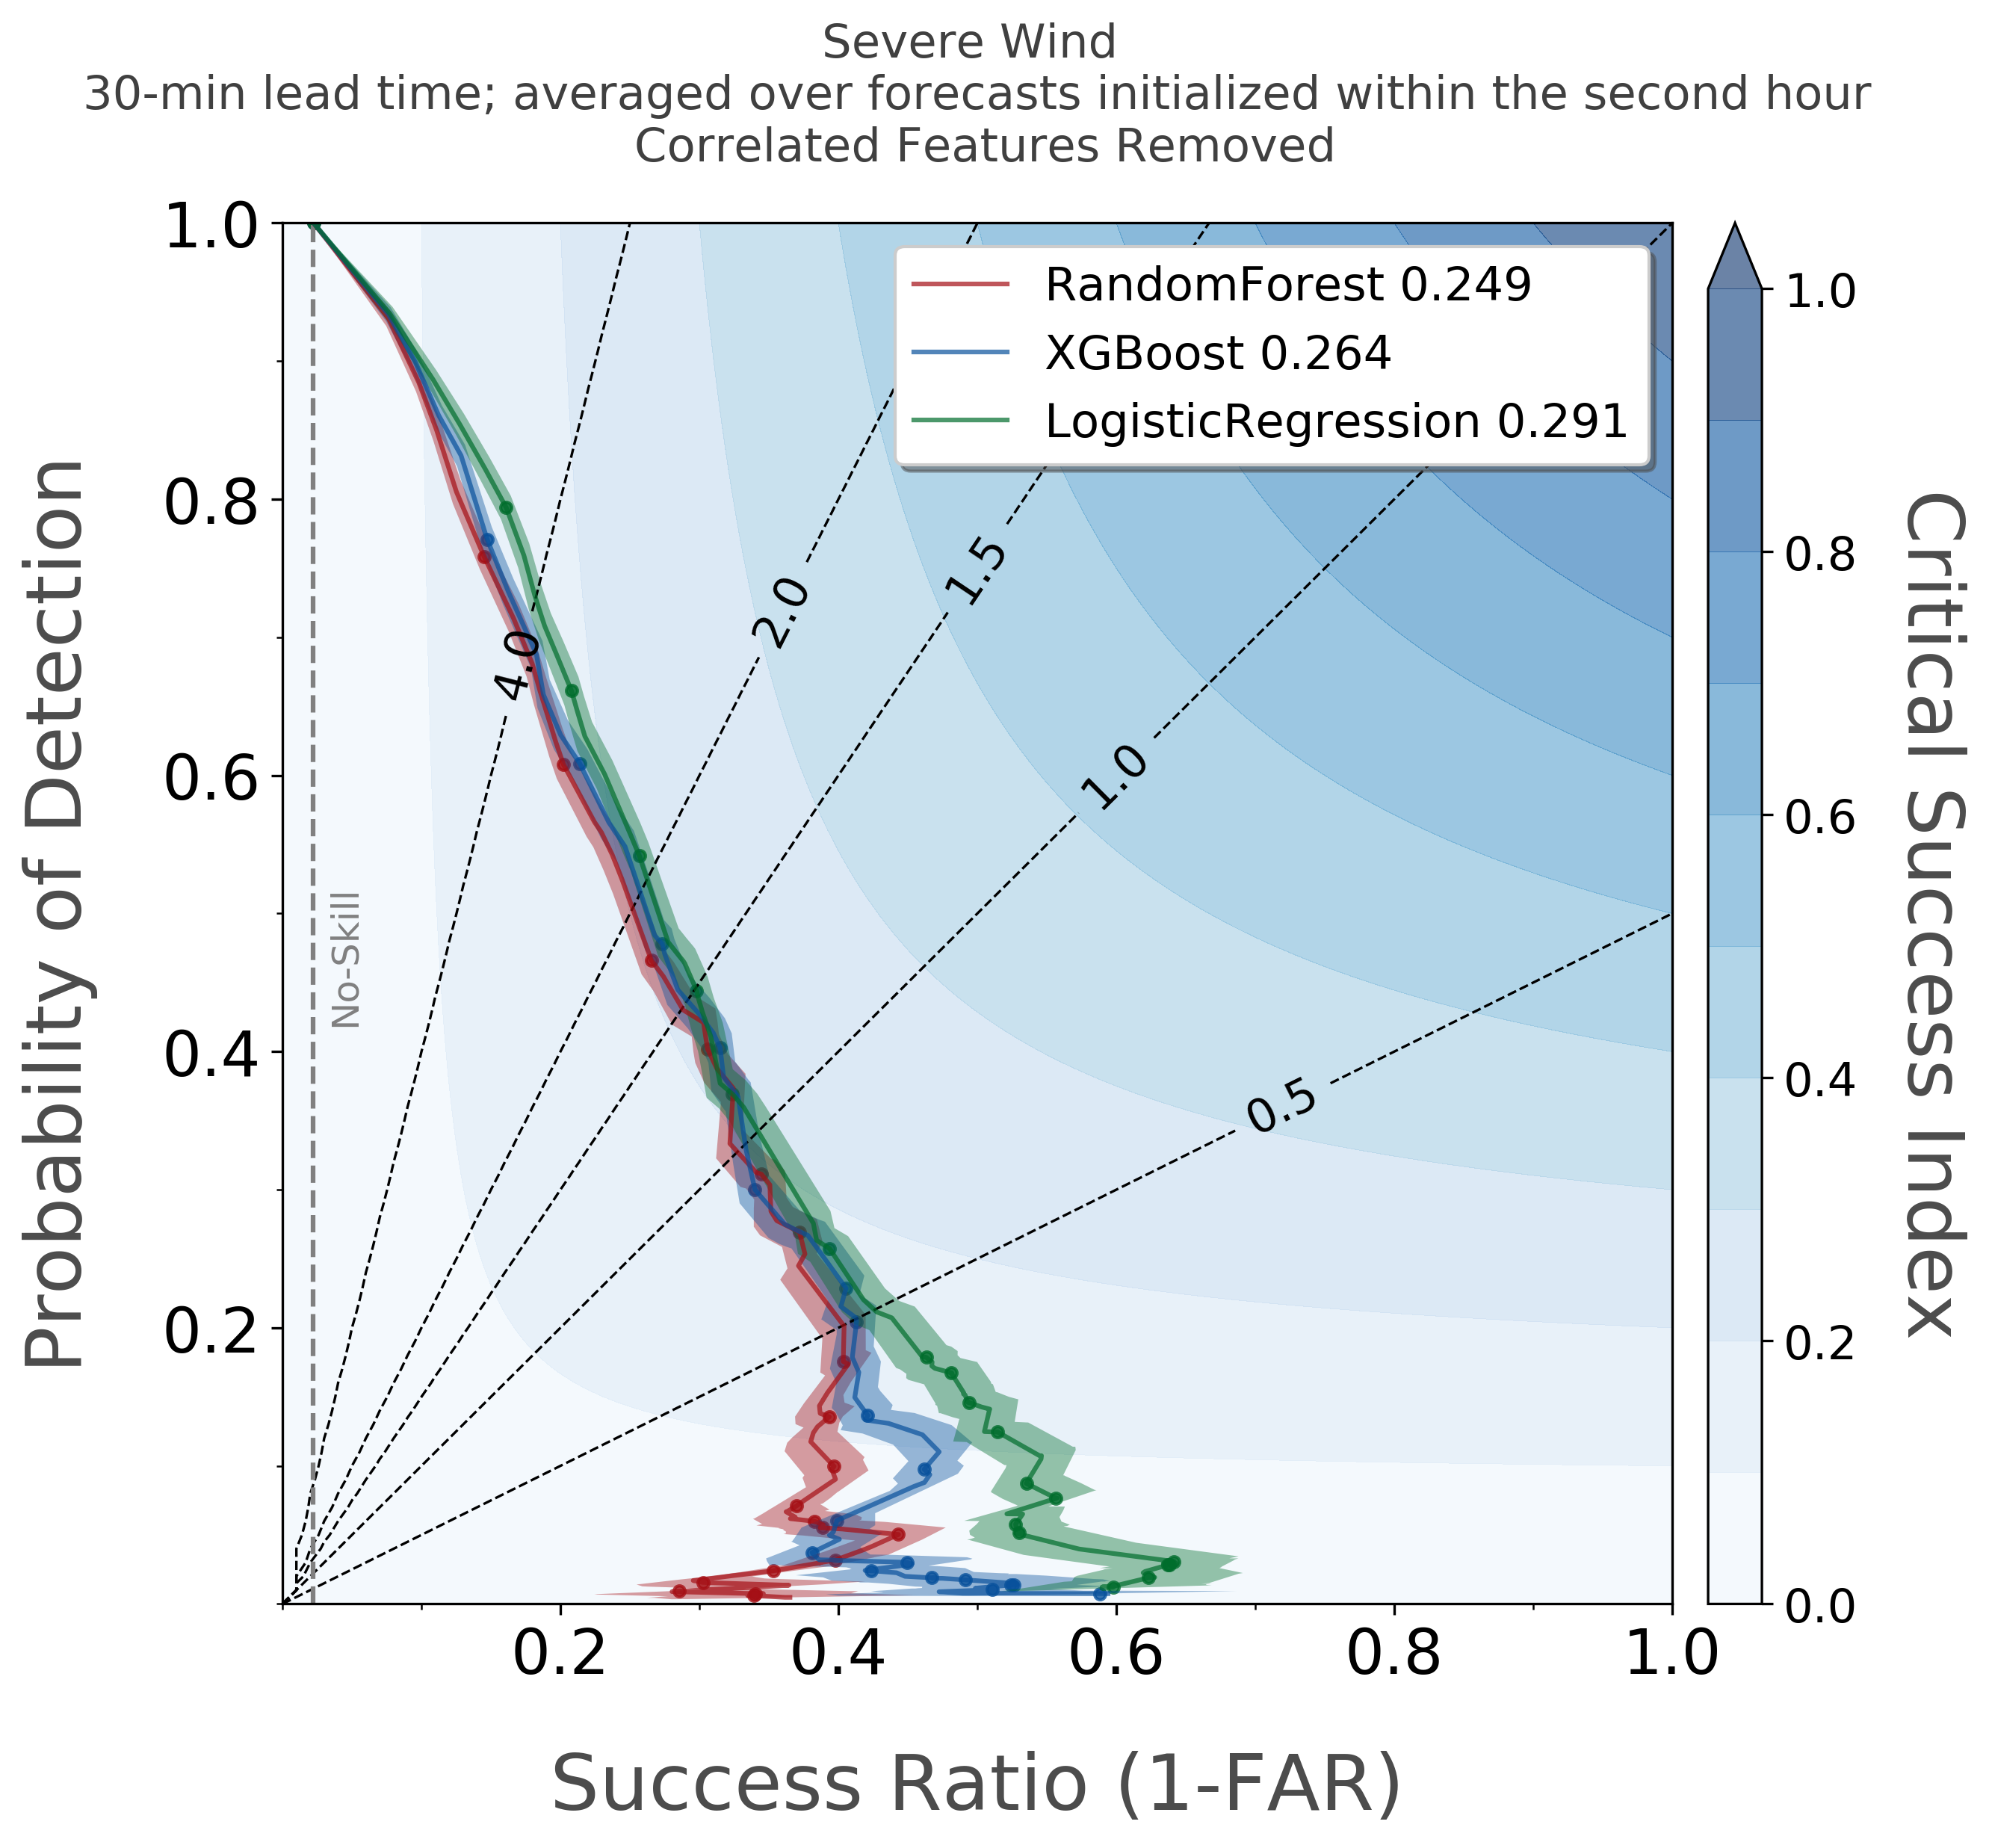 Severe Wind
30-min lead time; averaged over forecasts initialized within the second hour
Correlated Features Removed
RandomForest 0.249
XGBoost 0.264
LogisticRegression 0.291
1.0
0.8
0.6
0.4
0.2
Probability of Detection
No-Skill
4.0
2.0
1.5
1.0
0.5
0.2
0.4
0.6
0.8
1.0
Success Ratio (1-FAR)
1.0
0.8
0.6
0.4
0.2
0.0
Critical Success Index